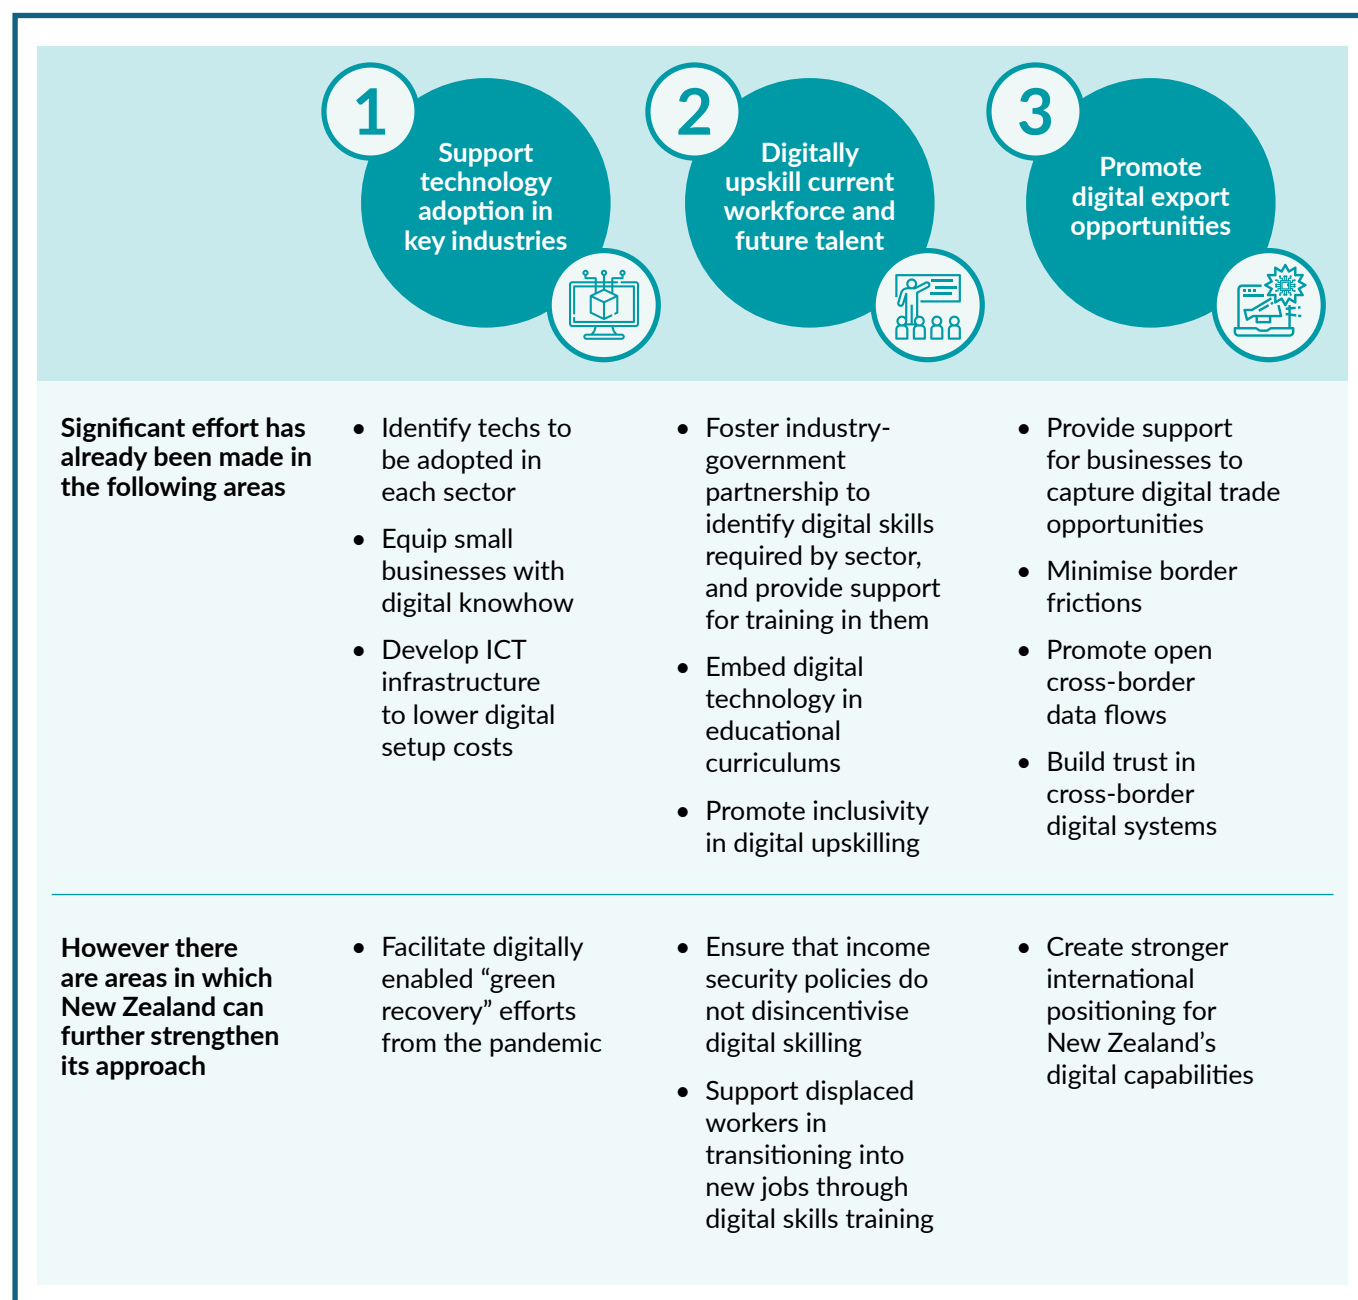 1
Support
technology
adoption in
key industries
2
Digitally
upskill current
workforce and
future talent
3
Promote
digital export
opportunities
Significant effort has
already been made in
the following areas
• Identify techs to
be adopted in
each sector
• Equip small
businesses with
digital knowhow
• Develop ICT
infrastructure
to lower digital
setup costs
• Foster industry-
government
partnership to
identify digital skills
required by sector,
and provide support
for training in them
• Embed digital
technology in
educational
curriculums
• Promote inclusivity
in digital upskilling
• Provide support
for businesses to
capture digital trade
opportunities
• Minimise border
frictions
• Promote open
cross-border
data flows
• Build trust in
cross-border
digital systems
However there
are areas in which
New Zealand can
further strengthen
its approach
• Facilitate digitally
enabled “green
recovery” efforts
from the pandemic
• Ensure that income
security policies do
not disincentivise
digital skilling
• Support displaced
workers in
transitioning into
new jobs through
digital skills training
• Create stronger
international
positioning for
New Zealand’s
digital capabilities